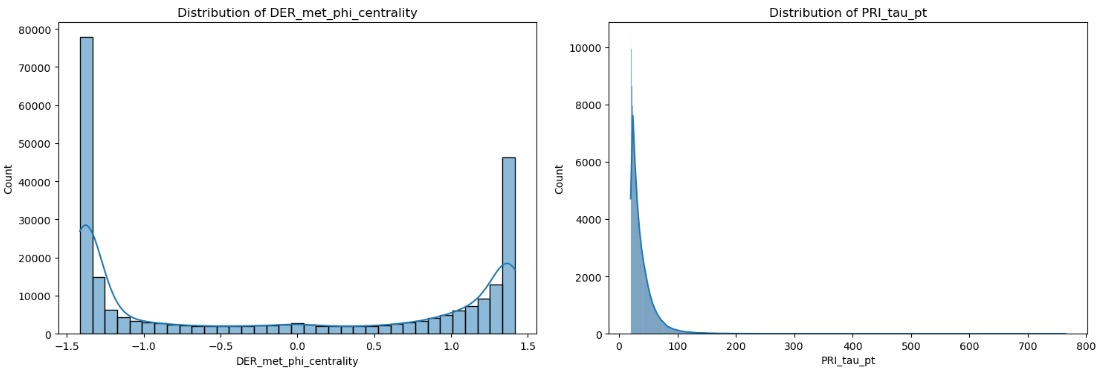 Distribution of DER_met_phi_centrality
80000
70000
60000
50000
40000
30000
20000
10000
0
Count
−1.5 −1.0 −0.5 0.0 0.5 1.0 1.5
DER_met_phi_centrality
Distribution of PRI_tau_pt
10000
8000
6000
4000
2000
0
Count
0 100 200 300 400 500 600 700 800
PRI_tau_pt